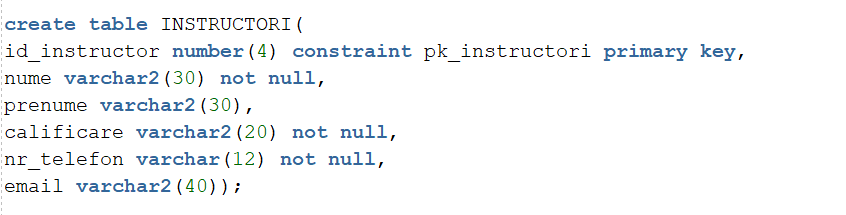 create table INSTRUCTORI(
id_instructor number(4) constraint pk_instructori primary key,
nume varchar2(30) not null,
prenume varchar2(30),
calificare varchar2(20) not null,
nr_telefon varchar(12) not null,
email varchar2(40));